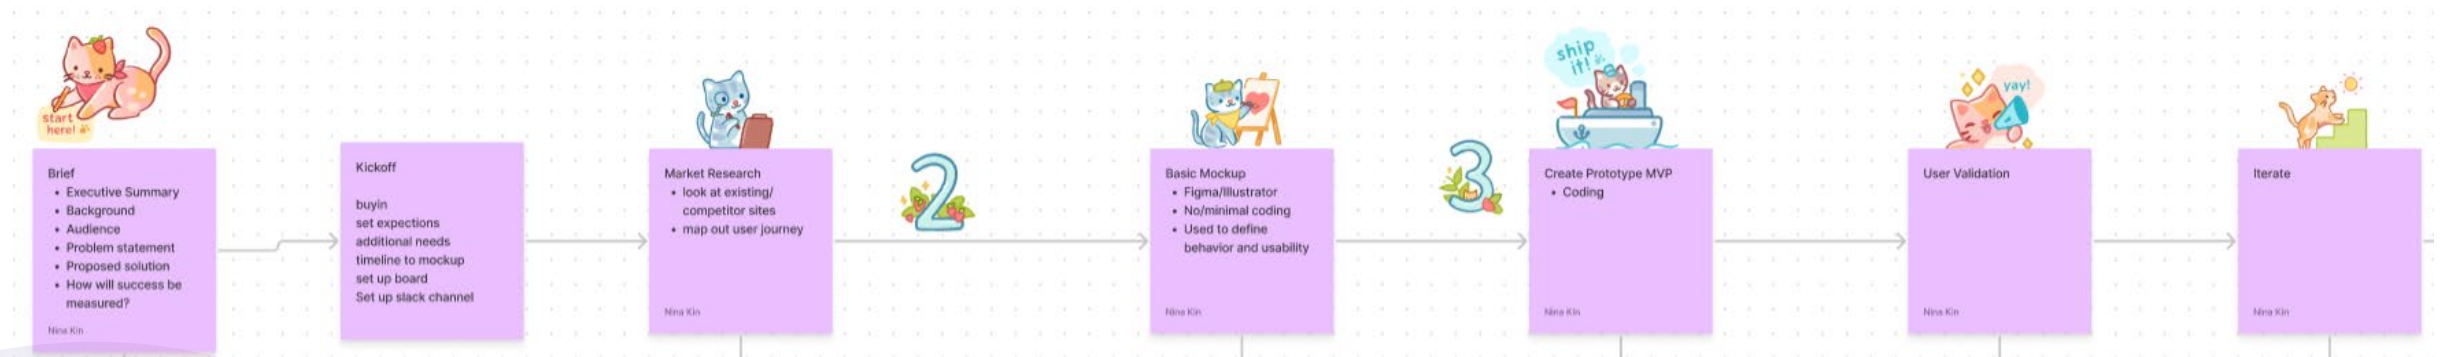 start
here!
Brief
• Executive Summary
• Background
• Audience
• Problem statement
• Proposed solution
• How will success be
measured?
Nina Kin
Kickoff
buyin
set expections
additional needs
timeline to mockup
set up board
Set up slack channel
Market Research
• look at existing/
competitor sites
• map out user journey
Nina Kin
2
Basic Mockup
• Figma/Illustrator
• No/minimal coding
• Used to define
behavior and usability
Nina Kin
3
ship
it!
Create Prototype MVP
• Coding
Nina Kin
yay!
User Validation
Nina Kin
Iterate
Nina Kin